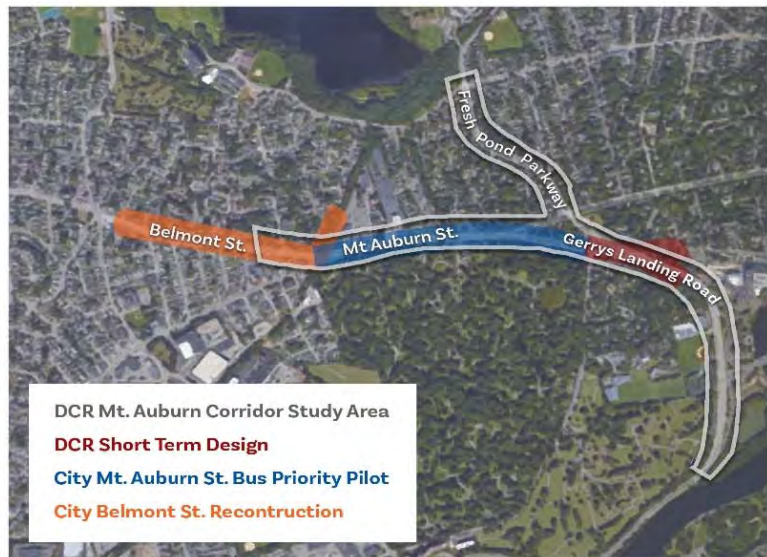 Fresh Pond Parkway
Belmont St.
Mt Auburn St.
Gerrys Landing Road
DCR Mt. Auburn Corridor Study Area
DCR Short Term Design
City Mt. Auburn St. Bus Priority Pilot
City Belmont St. Reconstruction